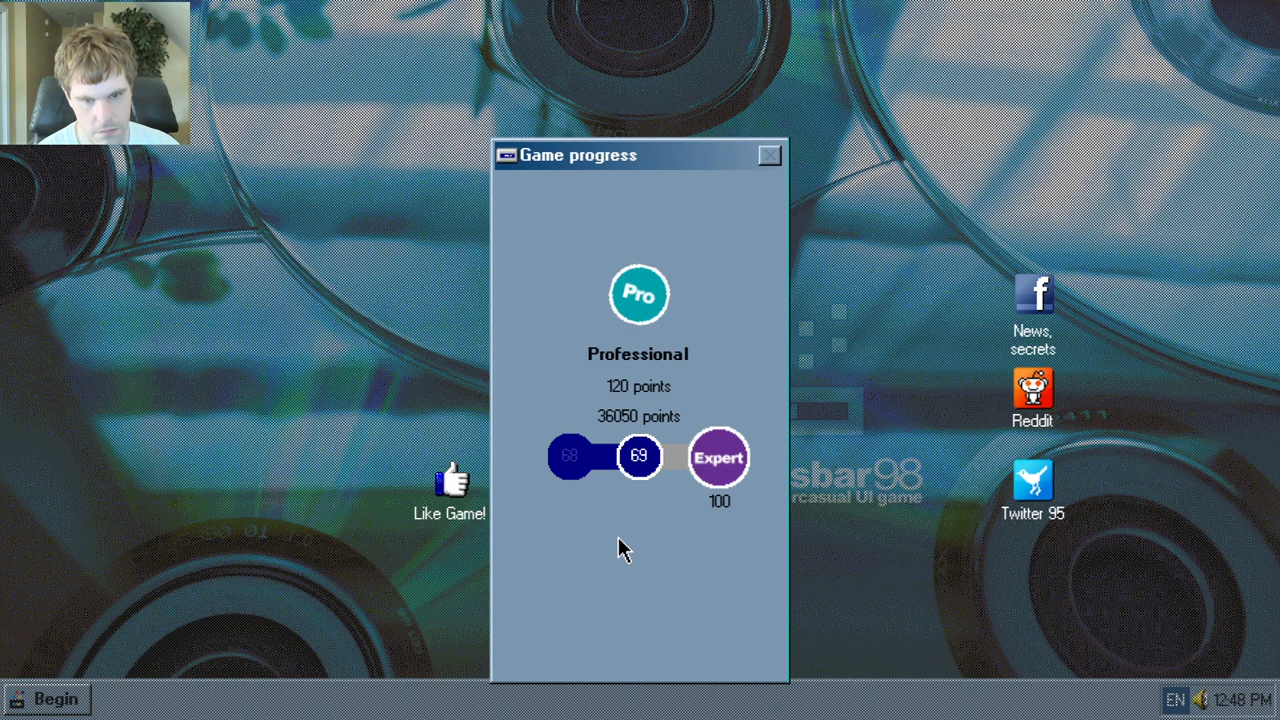 Game progress
Pro
Professional
120 points
36050 points
68
69
Expert
100
Like Game!
News,
secrets
Reddit
Twitter 95
sbar98
rcasual UI game
Begin
EN
12:48 PM